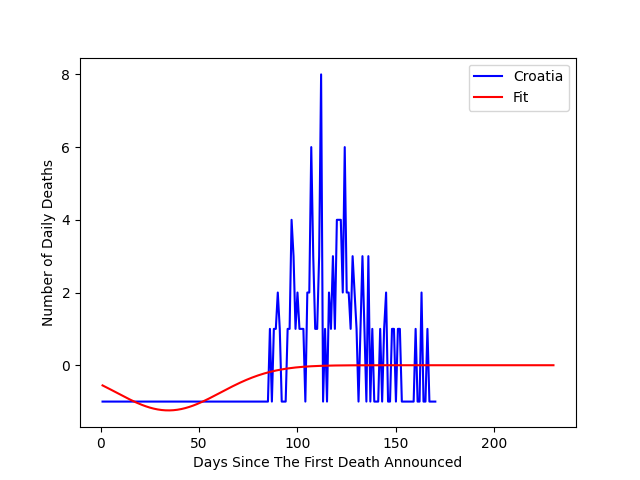 Croatia
Fit
Number of Daily Deaths
8
6
4
2
0
0
50
100
150
200
Days Since The First Death Announced